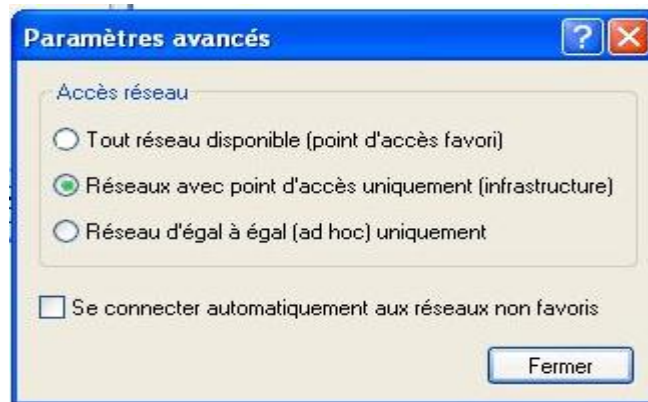 Paramètres avancés
?
Accès réseau
Tout réseau disponible (point d'accès favori)
Réseaux avec point d'accès uniquement (infrastructure)
Réseau d'égal à égal (ad hoc) uniquement
Se connecter automatiquement aux réseaux non favoris
Fermer